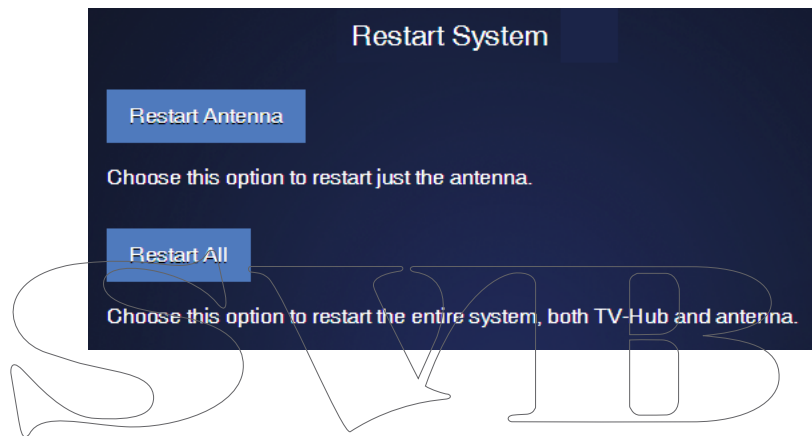 Restart System
Restart Antenna
Choose this option to restart just the antenna.
Restart All
Choose this option to restart the entire system, both TV-Hub and antenna.
SVB